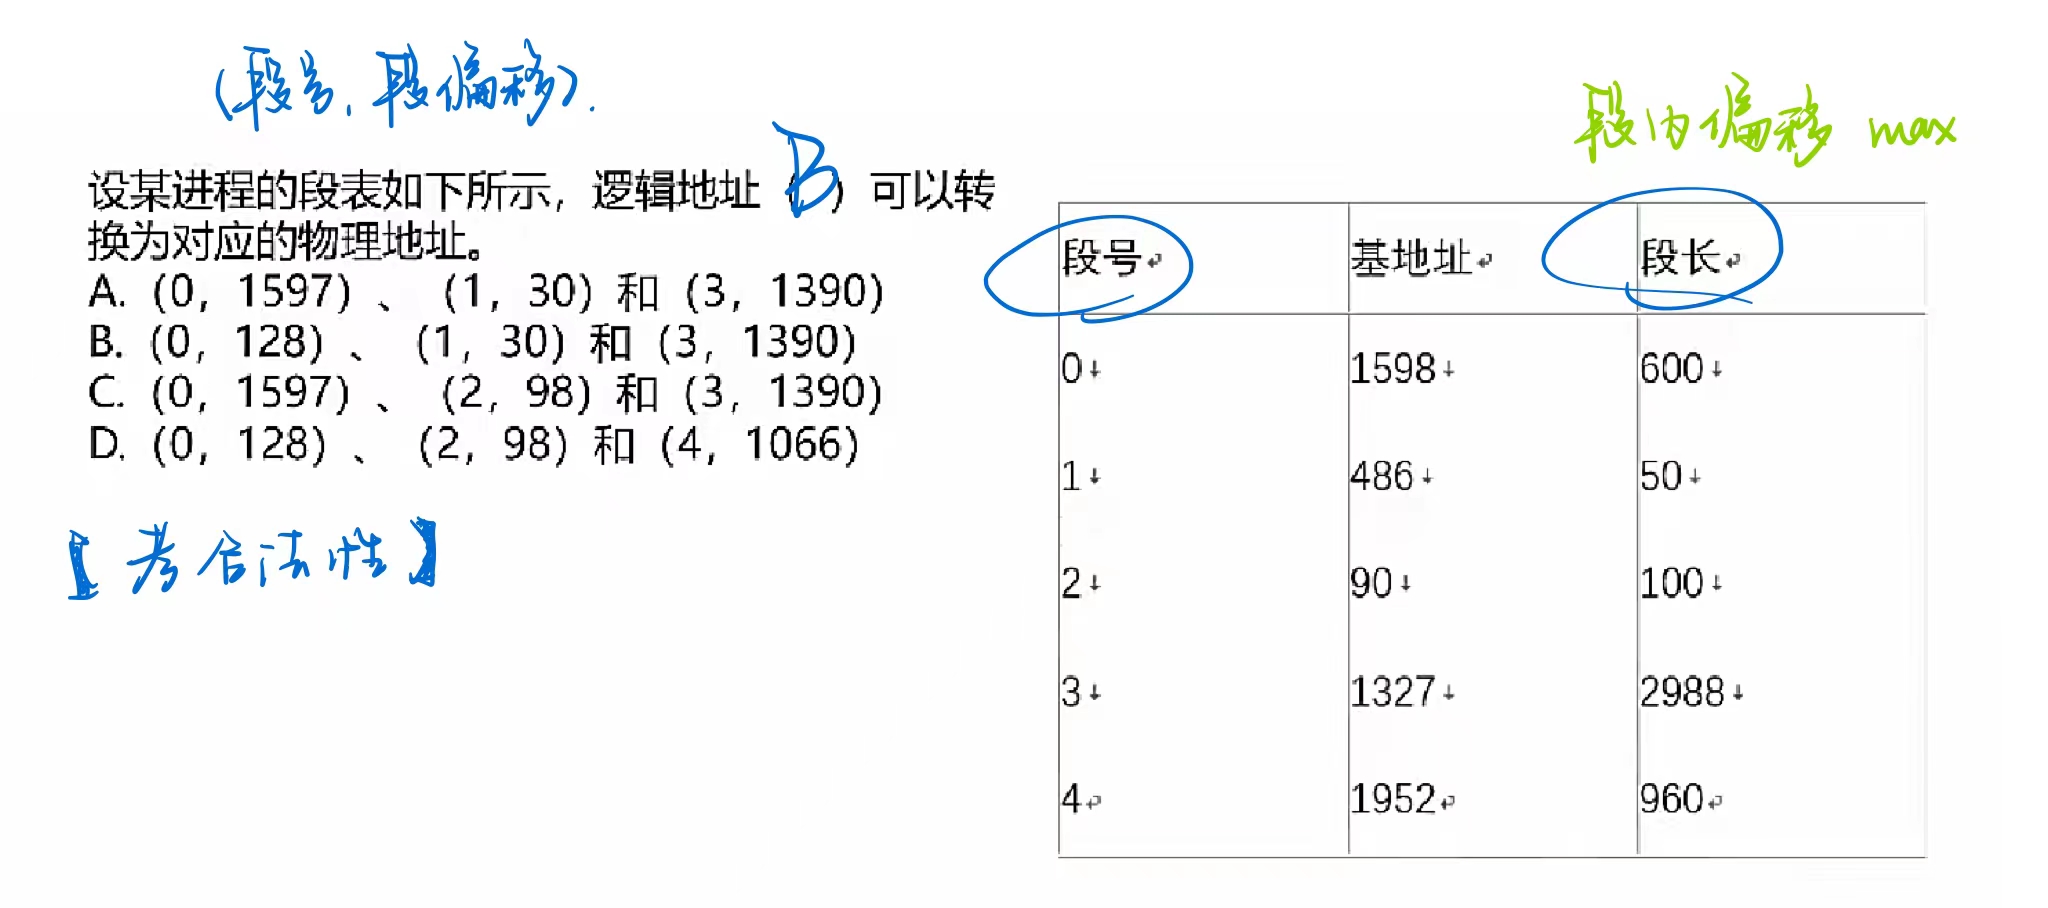 (段号、段偏移).
段内偏移 max
设某进程的段表如下所示，逻辑地址（B）可以转
换为对应的物理地址。
A.（0，1597）、（1，30）和（3，1390）
B.（0，128）、（1，30）和（3，1390）
C.（0，1597）、（2，98）和（3，1390）
D.（0，128）、（2，98）和（4，1066）
【考合法性】
段号 基地址 段长
0 1598 600
1 486 50
2 90 100
3 1327 2988
4 1952 960